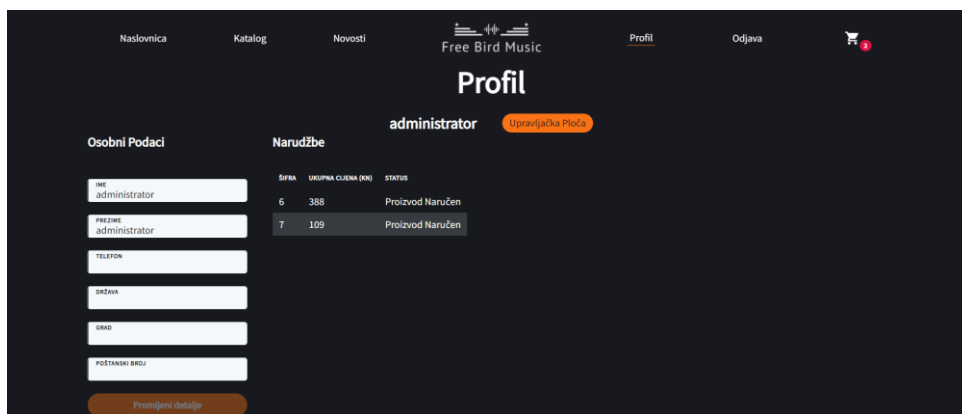 Naslovnica
Katalog
Novosti
Free Bird Music
Profil
Odjava
Profil
administrator
Upravljačka Ploča
Osobni Podaci
IME
administrator
PREZIME
administrator
TELEFON
DRŽAVA
GRAD
POŠTANSKI BROJ
Promijeni detalje
Narudžbe
ŠIFRA UKUPNA CIJENA (KN) STATUS
6 388 Proizvod Naručen
7 109 Proizvod Naručen